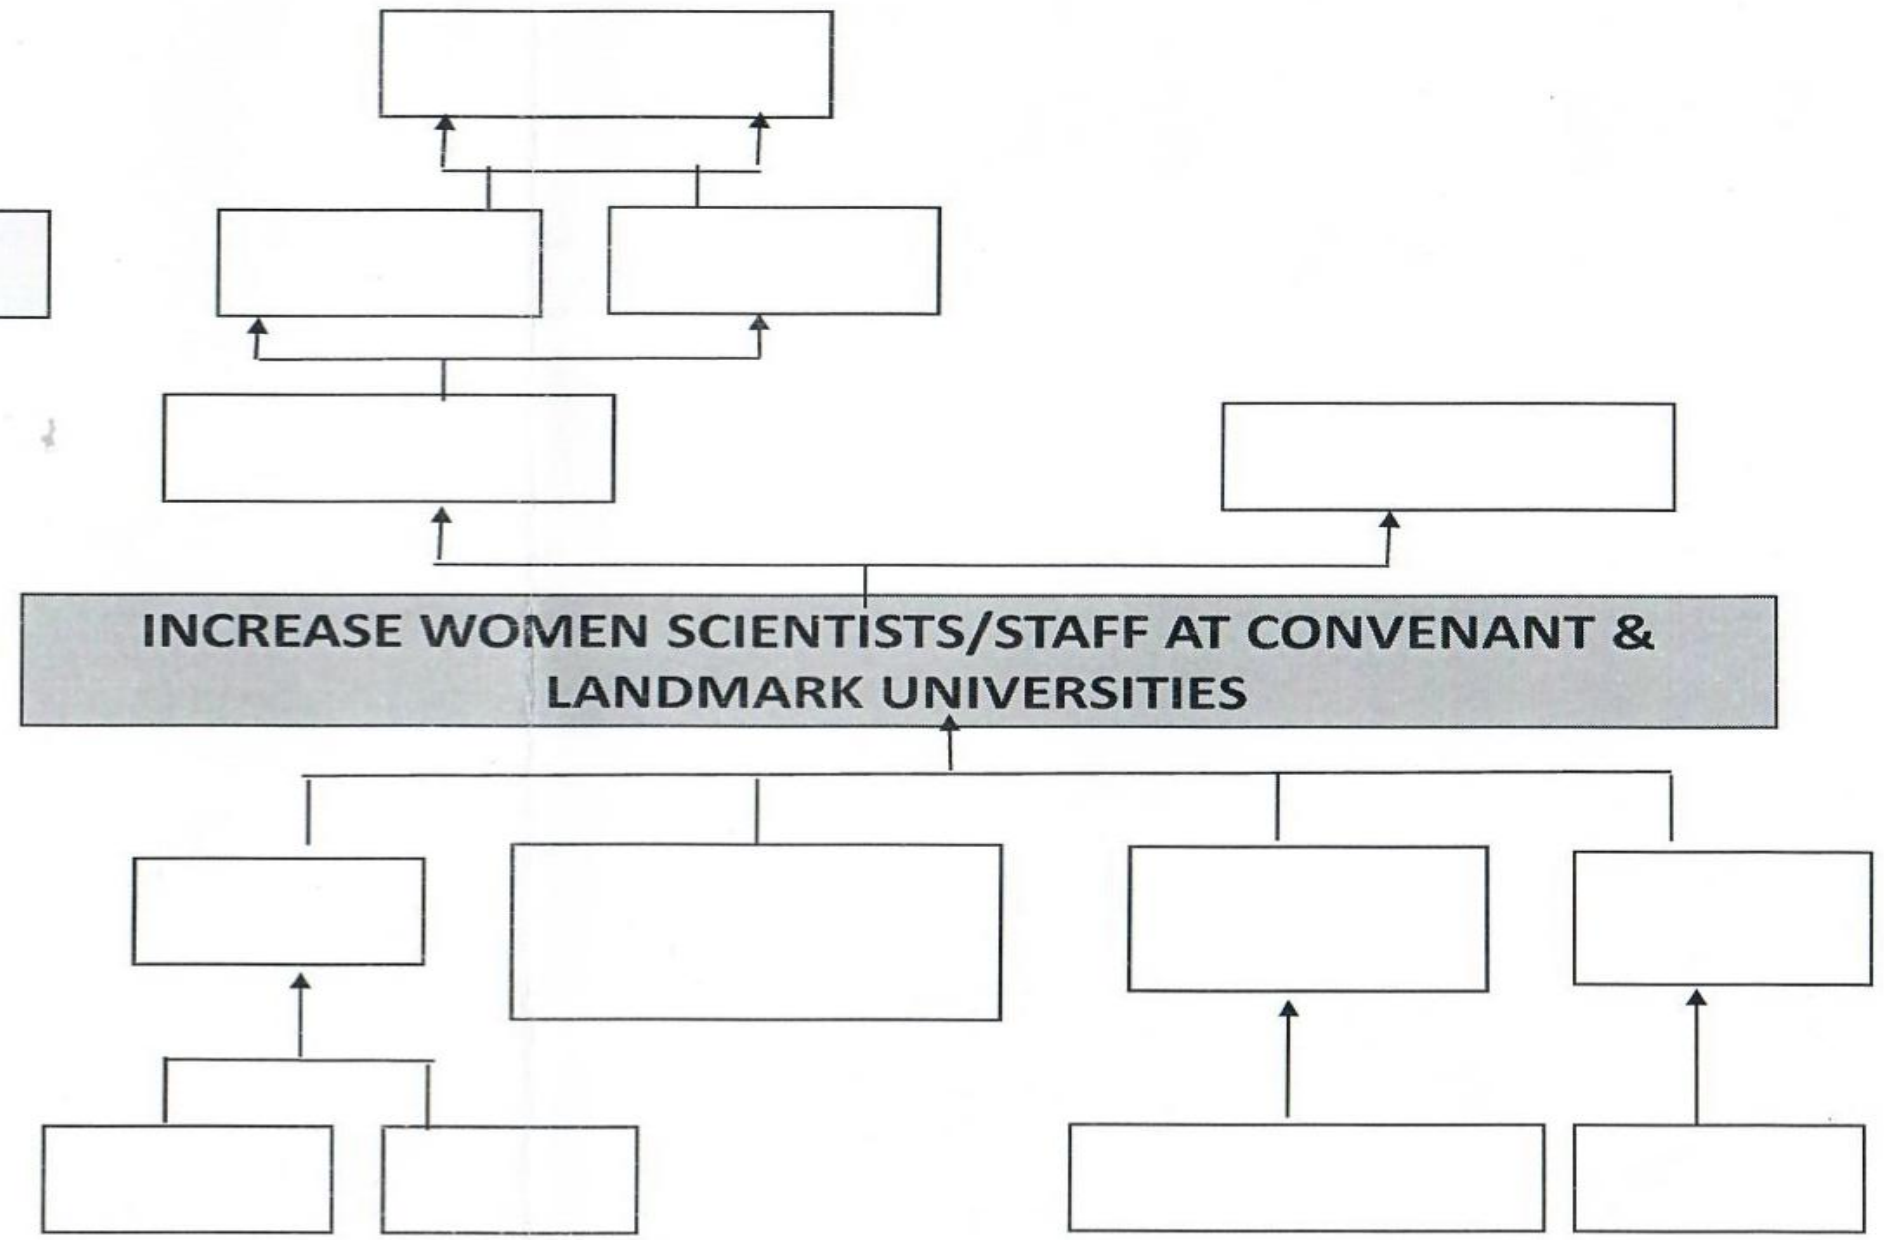 INCREASE WOMEN SCIENTISTS/STAFF AT CONVENANT &
LANDMARK UNIVERSITIES